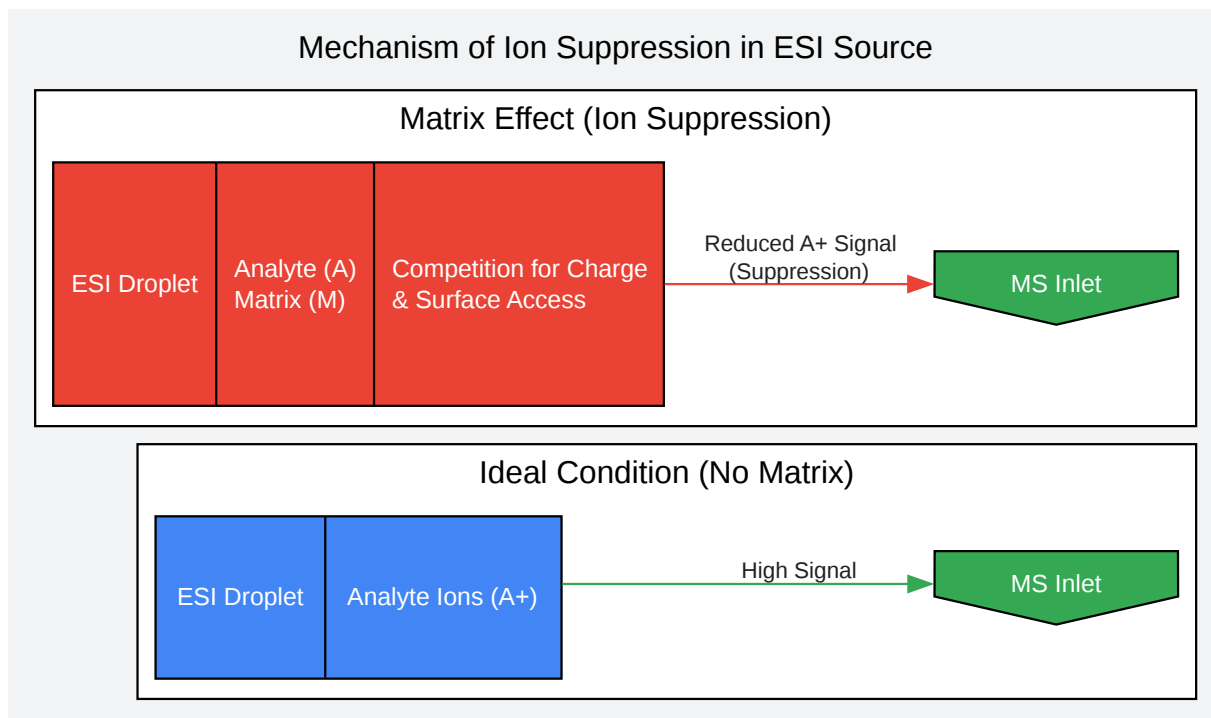 Mechanism of Ion Suppression in ESI Source
Matrix Effect (Ion Suppression)
ESI Droplet
Analyte (A)
Matrix (M)
Competition for Charge
& Surface Access
Reduced A+ Signal
(Suppression)
MS Inlet
Ideal Condition (No Matrix)
ESI Droplet
Analyte Ions (A+)
High Signal
MS Inlet